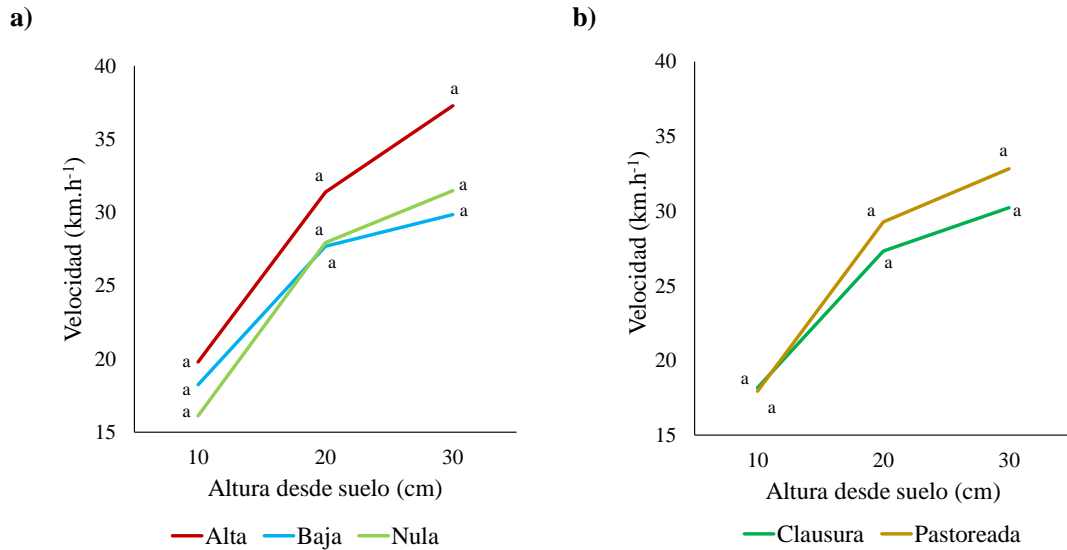 a)
Velocidad (km.h-1)
40
35
30
25
20
15
a
a
a
a
a
a
a
a
a
10 20 30
Altura desde suelo (cm)
Alta Baja Nula
b)
Velocidad (km.h-1)
40
35
30
25
20
15
a
a
a
a
a
a
10 20 30
Altura desde suelo (cm)
Clausura Pastoreada